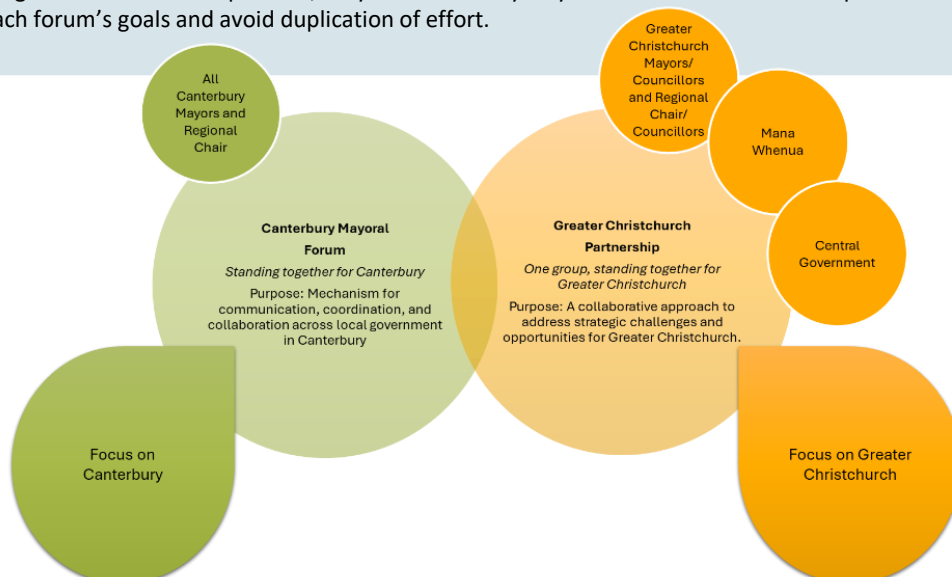 each forum's goals and avoid duplication of effort.
All
Canterbury
Mayors and
Regional
Chair
Greater
Christchurch
Mayors/
Councillors
and Regional
Chair/
Councillors
Mana
Whenua
Central
Government
Canterbury Mayoral
Forum
Standing together for Canterbury
Purpose: Mechanism for
communication, coordination, and
collaboration across local government
in Canterbury
Greater Christchurch
Partnership
One group, standing together for
Greater Christchurch
Purpose: A collaborative approach to
address strategic challenges and
opportunities for Greater Christchurch.
Focus on
Canterbury
Focus on Greater
Christchurch